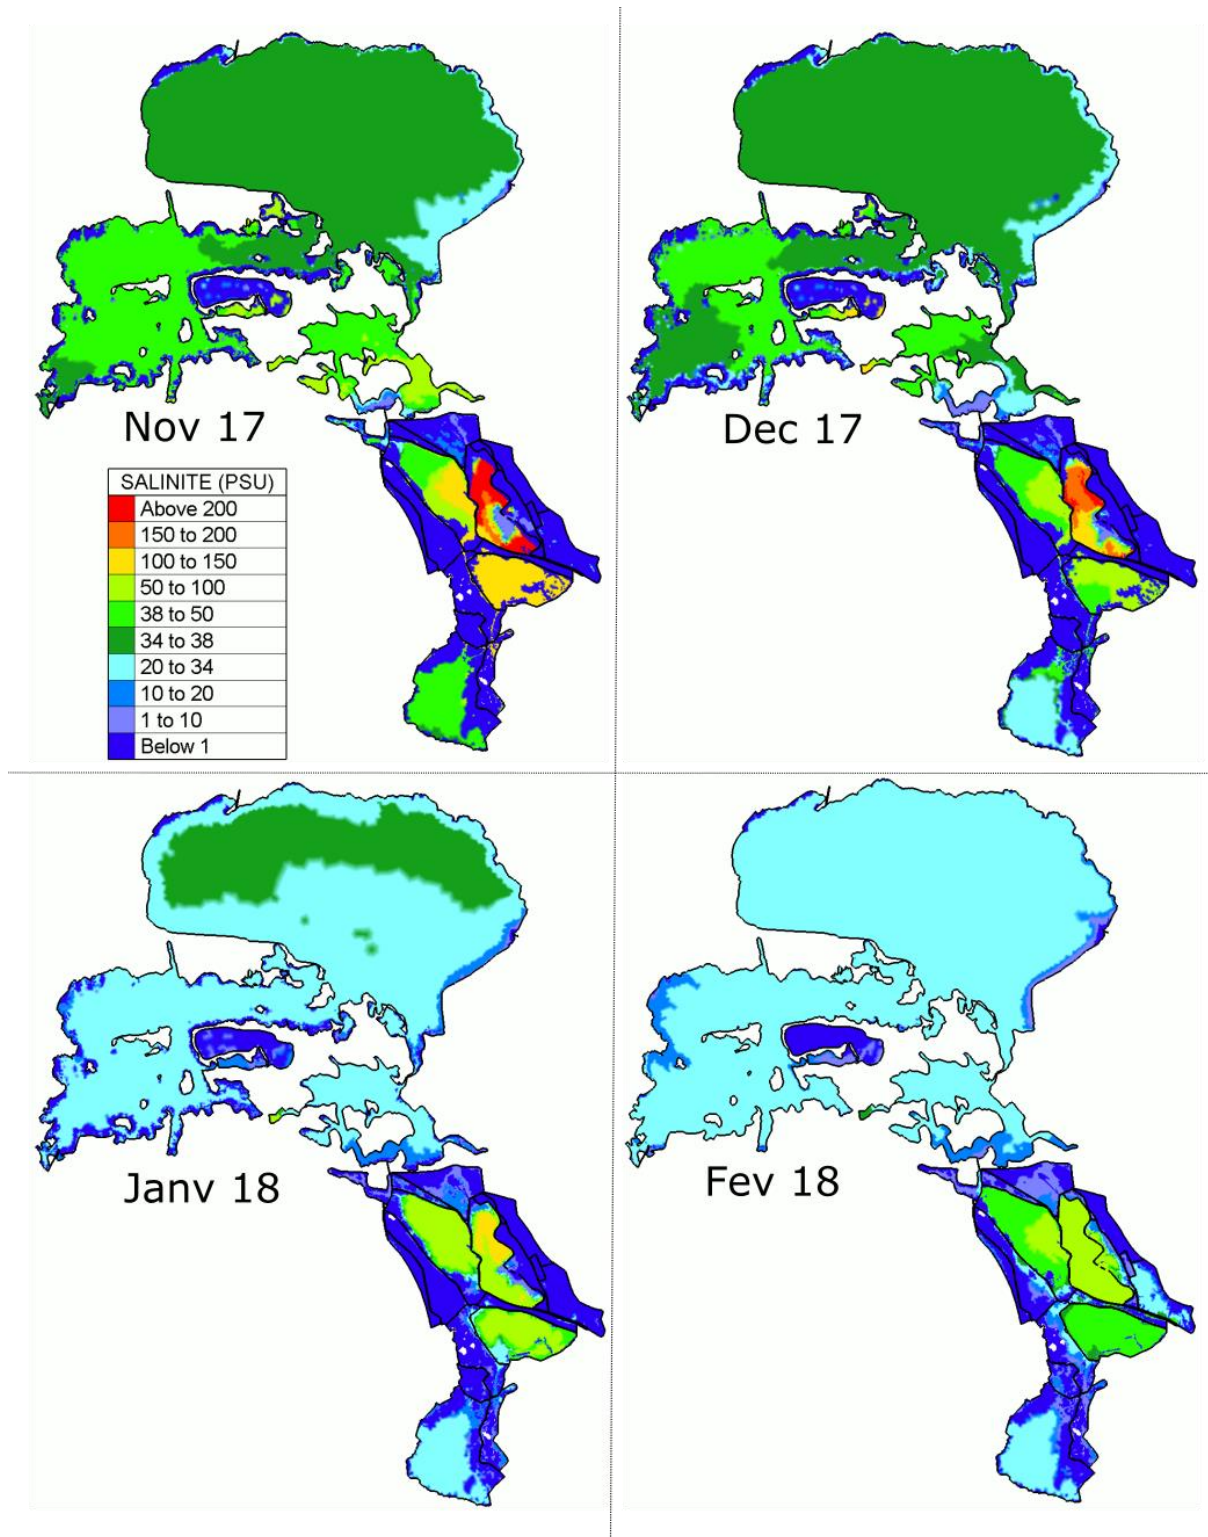 Nov 17
Dec 17
SALINITE (PSU)
Above 200
150 to 200
100 to 150
50 to 100
38 to 50
34 to 38
20 to 34
10 to 20
1 to 10
Below 1
Janv 18
Fev 18